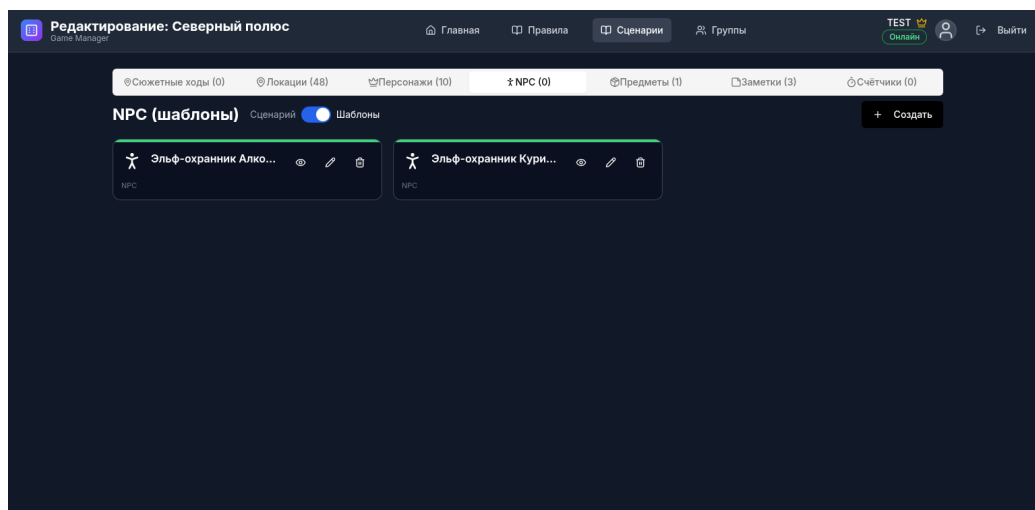 Редактирование: Северный полюс
Game Manager
Главная
Правила
Сценарии
Группы
TEST
Онлайн
Выйти
Сюжетные ходы (0)
Локации (48)
Персонажи (10)
NPC (0)
Предметы (1)
Заметки (3)
Счётчики (0)
NPC (шаблоны)
Сценарий
Шаблоны
+ Создать
Эльф-охранник Алко...
NPC
Эльф-охранник Кури...
NPC